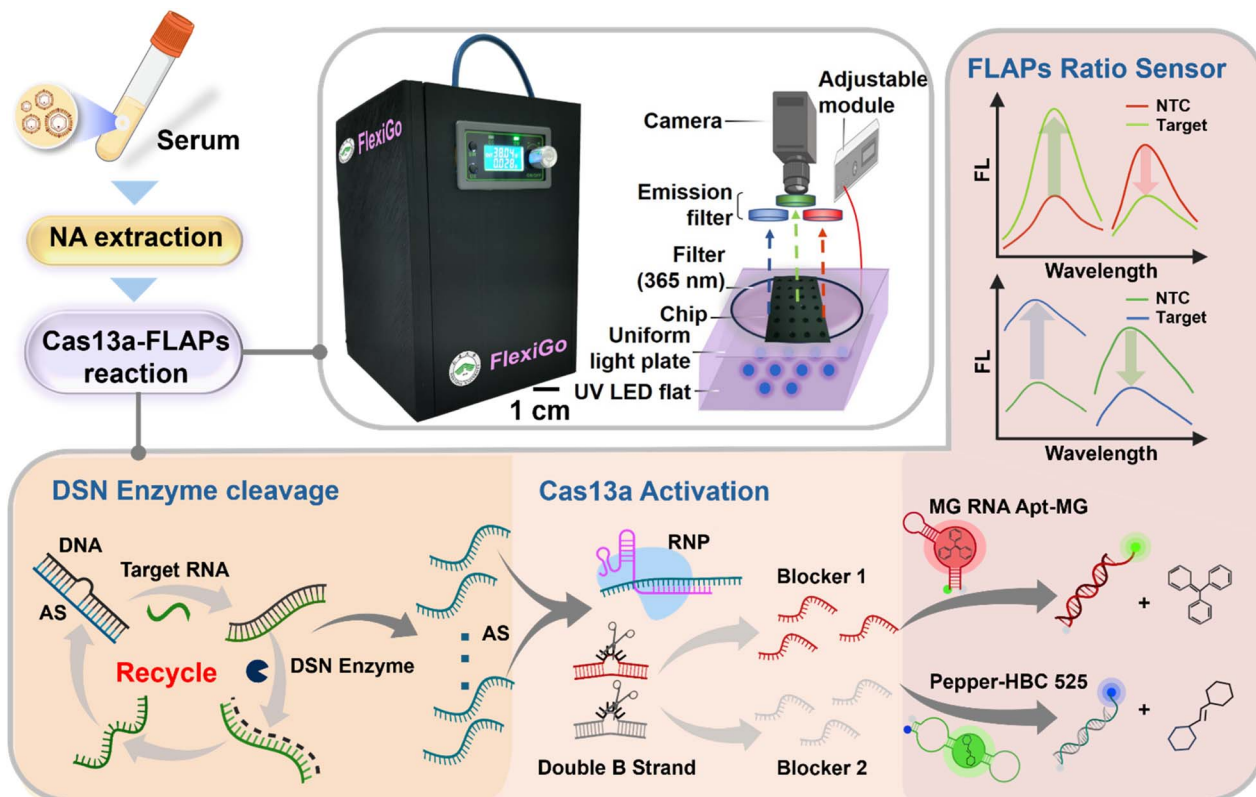 Serum
NA extraction
Cas13a-FLAPs
reaction
FlexiGo
FlexiGo
FlexiGo
1 cm
Camera
Adjustable
module
Emission
filter
Filter
(365 nm)
Chip
Uniform
light plate
UV LED flat
FLAPs Ratio Sensor
NTC
Target
FL
Wavelength
NTC
Target
FL
Wavelength
DSN Enzyme cleavage
DNA
AS
Target RNA
Recycle
DSN Enzyme
AS
Cas13a Activation
RNP
Double B Strand
Blocker 1
Blocker 2
MG RNA Apt-MG
+
Pepper-HBC 525
+